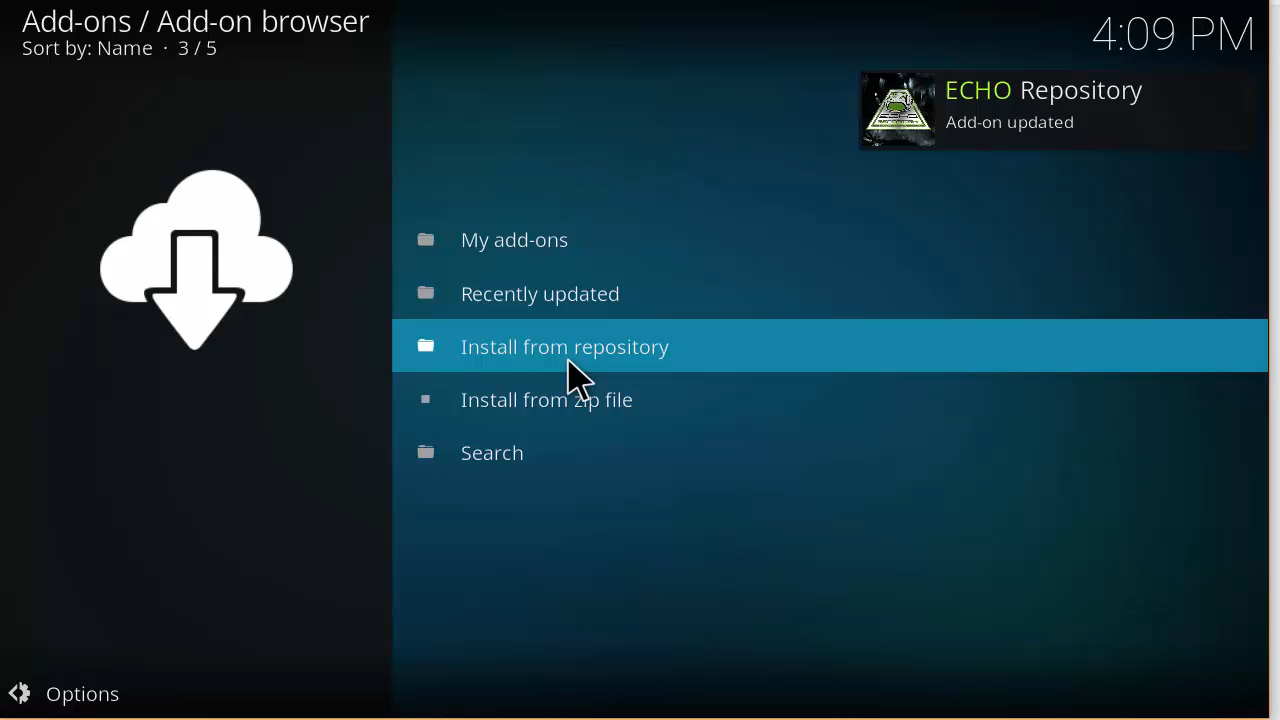 Add-ons / Add-on browser
Sort by: Name · 3 / 5
4:09 PM
ECHO Repository
Add-on updated
My add-ons
Recently updated
Install from repository
Install from zip file
Search
Options